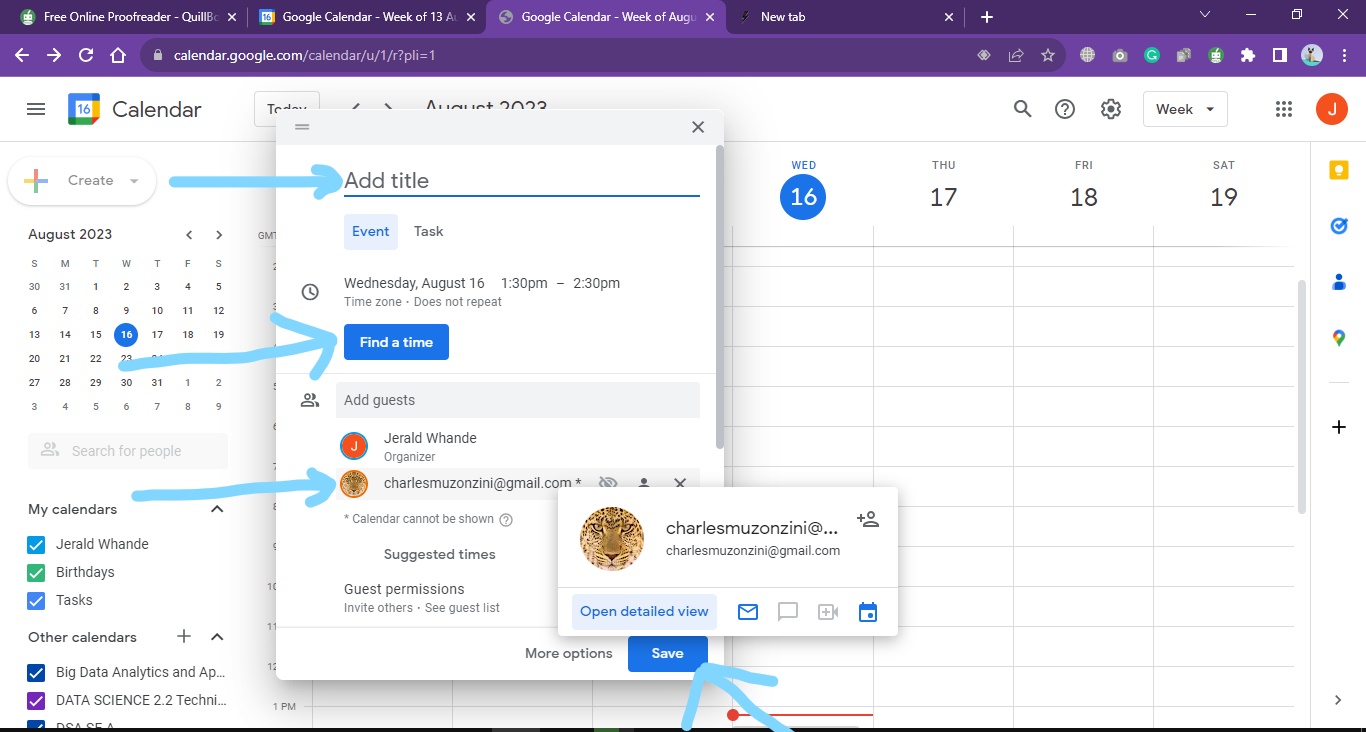 Free Online Proofreader - QuillBo
Google Calendar - Week of 13 Au
Google Calendar - Week of Augu
New tab
calendar.google.com/calendar/u/1/r?pli=1
16
Calendar
Today
August 2023
Week
J
Create
Add title
WED
THU
FRI
SAT
16
17
18
19
August 2023
GMT
Event
Task
S M T W T F S
30 31 1 2 3 4 5
6 7 8 9 10 11 12
13 14 15 16 17 18 19
20 21 22 23
27 28 29 30 31 1 2
3 4 5 6 7 8 9
Wednesday, August 16 1:30pm – 2:30pm
Time zone · Does not repeat
Find a time
Add guests
Search for people
J
Jerald Whande
Organizer
charlesmuzonzini@gmail.com *
* Calendar cannot be shown
Suggested times
Guest permissions
Invite others · See guest list
My calendars
Jerald Whande
Birthdays
Tasks
Other calendars
Big Data Analytics and Ap...
DATA SCIENCE 2.2 Techni...
charlesmuzonzini@...
charlesmuzonzini@gmail.com
Open detailed view
More options
Save
1 PM